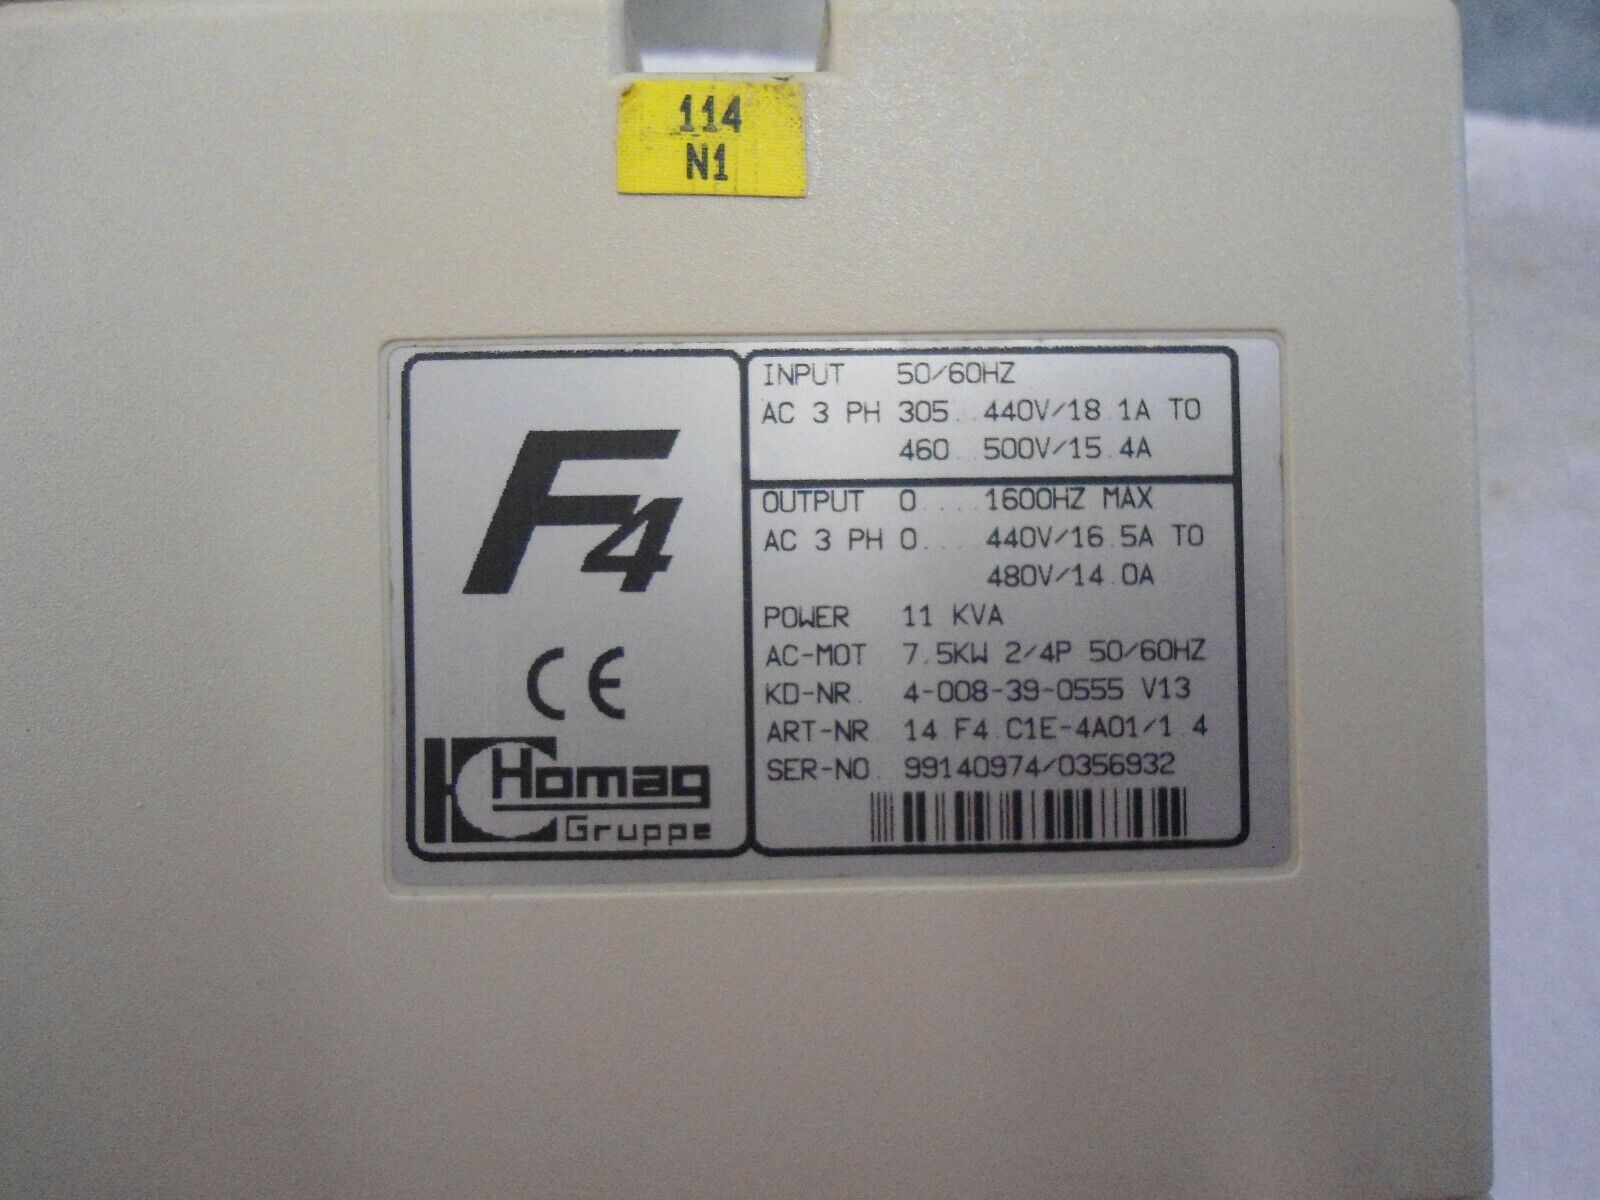 114
N1
F4
CE
Homag
Gruppe
INPUT 50/60HZ
AC 3 PH 305..440V/18.1A TO
460..500V/15.4A
OUTPUT 0....1600HZ MAX
AC 3 PH 0....440V/16.5A TO
480V/14.0A
POWER 11 KVA
AC-MOT 7.5KW 2/4P 50/60HZ
KD-NR. 4-008-39-0555 V13
ART-NR 14.F4.C1E-4A01/1.4
SER-NO. 99140974/0356932